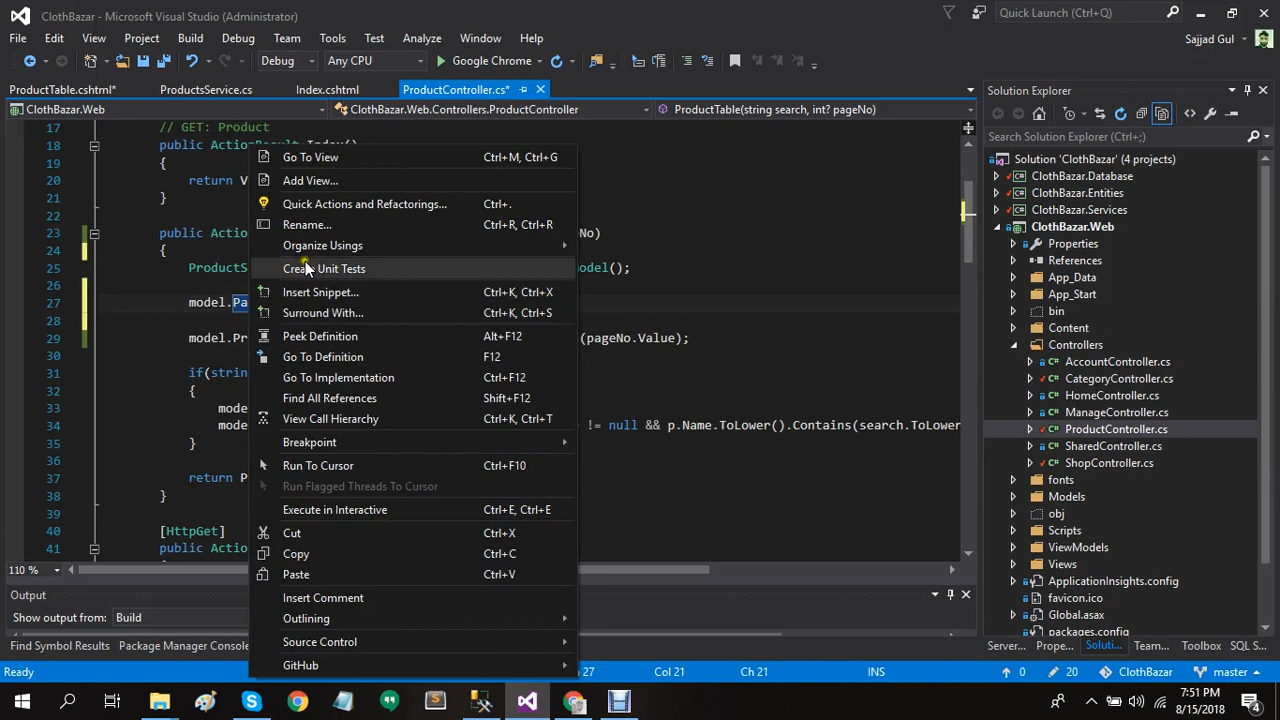 ClothBazar - Microsoft Visual Studio (Administrator)
Quick Launch (Ctrl+Q)
File Edit View Project Build Debug Team Tools Test Analyze Window Help
Sajjad Gul
Debug Any CPU Google Chrome
ProductTable.cshtml* ProductsService.cs Index.cshtml ProductController.cs*
ClothBazar.Web ClothBazar.Web.Controllers.ProductController ProductTable(string search, int? pageNo)
17 // GET: Product
18 public ActionResult Index()
19 {
20 return V
21 }
22
23 public Actio No)
24 {
25 ProductS odel();
26
27 model.Pa
28
29 model.Pr (pageNo.Value);
30
31 if(strin
32 {
33 mode
34 mode != null && p.Name.ToLower().Contains(search.ToLower
35 }
36
37 return P
38 }
39
40 [HttpGet]
41 public Actio
Go To View Ctrl+M, Ctrl+G
Add View...
Quick Actions and Refactorings... Ctrl+.
Rename... Ctrl+R, Ctrl+R
Organize Usings
Create Unit Tests
Insert Snippet... Ctrl+K, Ctrl+X
Surround With... Ctrl+K, Ctrl+S
Peek Definition Alt+F12
Go To Definition F12
Go To Implementation Ctrl+F12
Find All References Shift+F12
View Call Hierarchy Ctrl+K, Ctrl+T
Breakpoint
Run To Cursor Ctrl+F10
Run Flagged Threads To Cursor
Execute in Interactive Ctrl+E, Ctrl+E
Cut Ctrl+X
Copy Ctrl+C
Paste Ctrl+V
Insert Comment
Outlining
Source Control
GitHub
110 %
Output
Show output from: Build
Find Symbol Results Package Manager Conso
Solution Explorer
Search Solution Explorer (Ctrl+;)
Solution 'ClothBazar' (4 projects)
C# ClothBazar.Database
C# ClothBazar.Entities
C# ClothBazar.Services
ClothBazar.Web
Properties
References
App_Data
App_Start
bin
Content
Controllers
C# AccountController.cs
C# CategoryController.cs
C# HomeController.cs
C# ManageController.cs
C# ProductController.cs
C# SharedController.cs
C# ShopController.cs
fonts
Models
obj
Scripts
ViewModels
Views
ApplicationInsights.config
favicon.ico
Global.asax
packages.config
Server... Prope... Soluti... Team... Toolbox SQL S...
Ready n 27 Col 21 Ch 21 INS 0 20 ClothBazar master
7:51 PM
8/15/2018
4